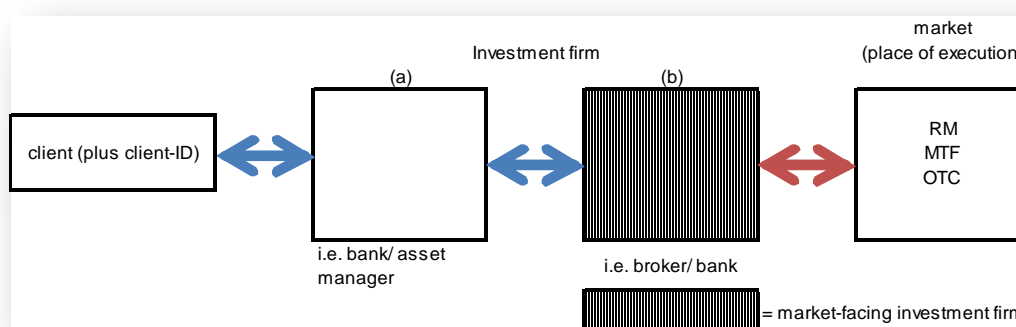 market
Investment firm
(place of execution
(a)
(b)
client (plus client-ID)
RM
MTF
OTC
i.e. bank/ asset
manager
i.e. broker/ bank
= market-facing investment firm